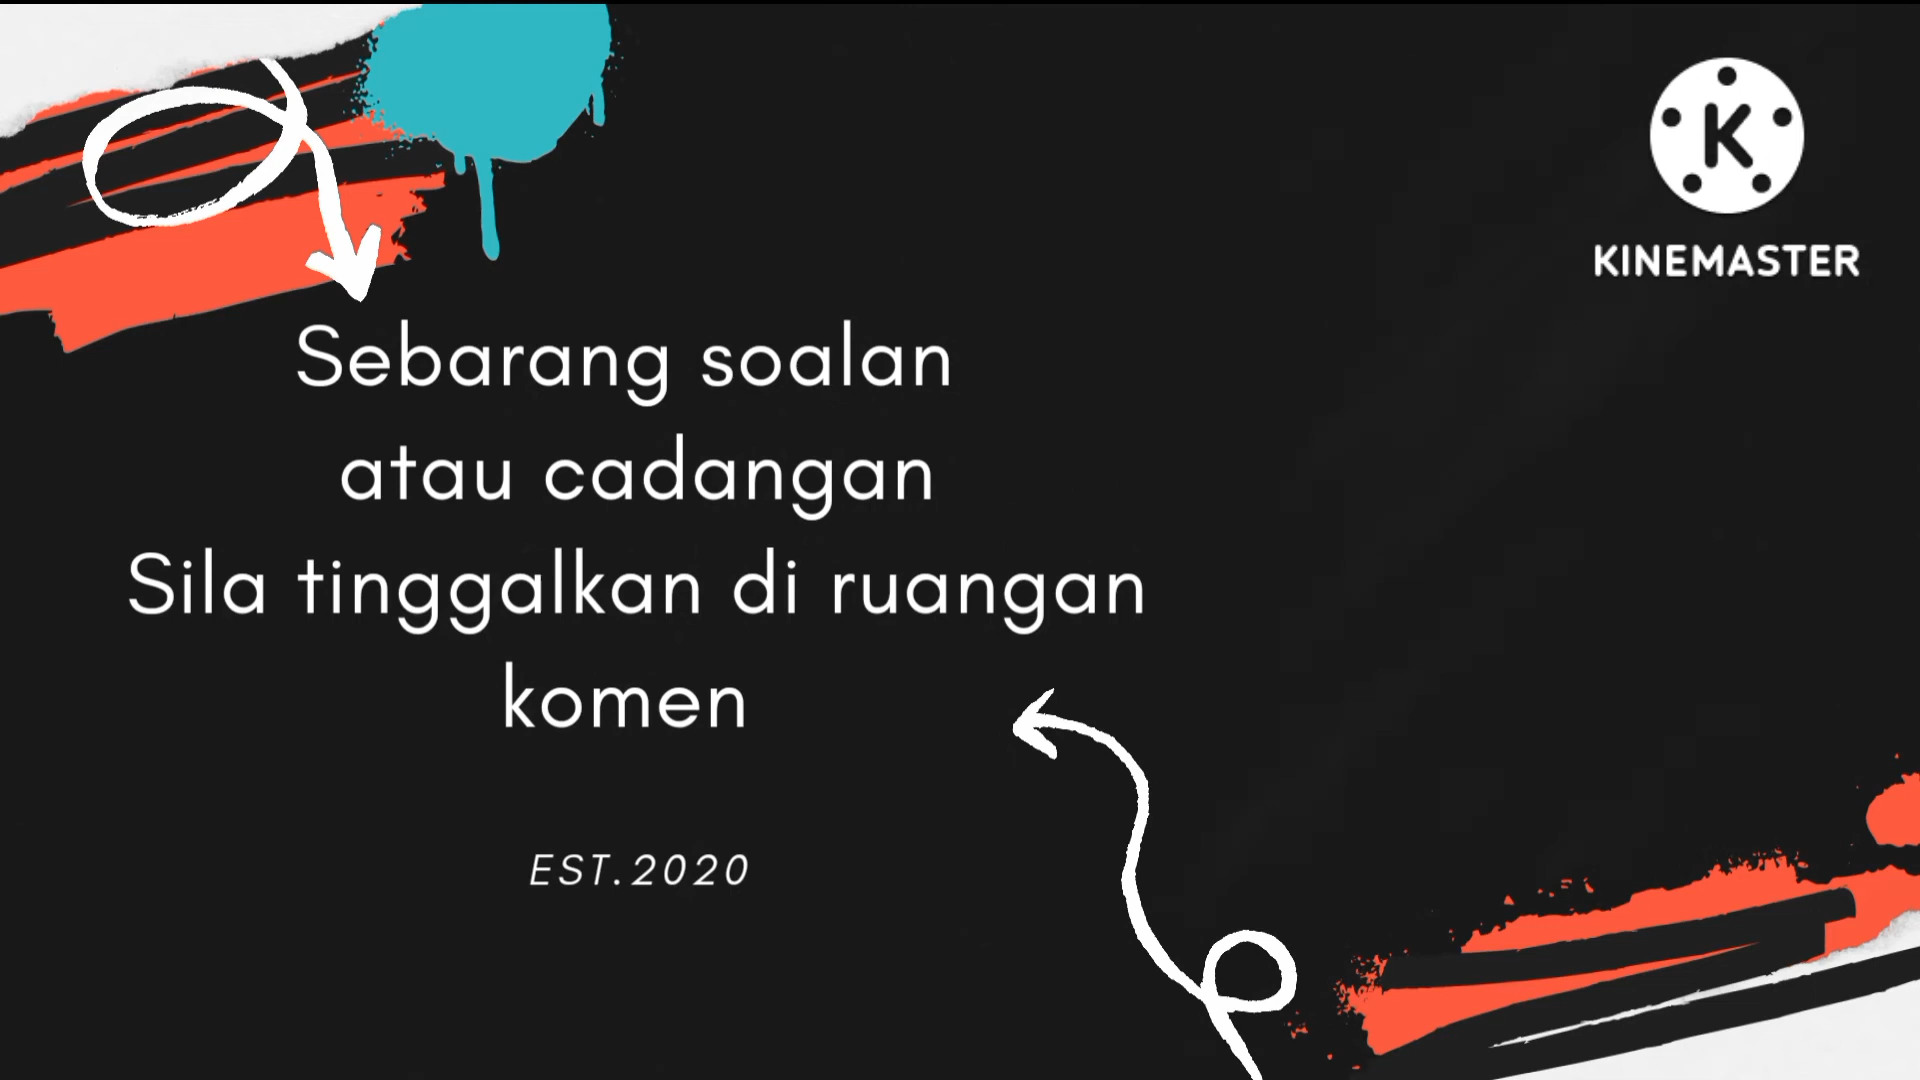 KINEMASTER
Sebarang soalan
atau cadangan
Sila tinggalkan di ruangan
komen
EST.2020